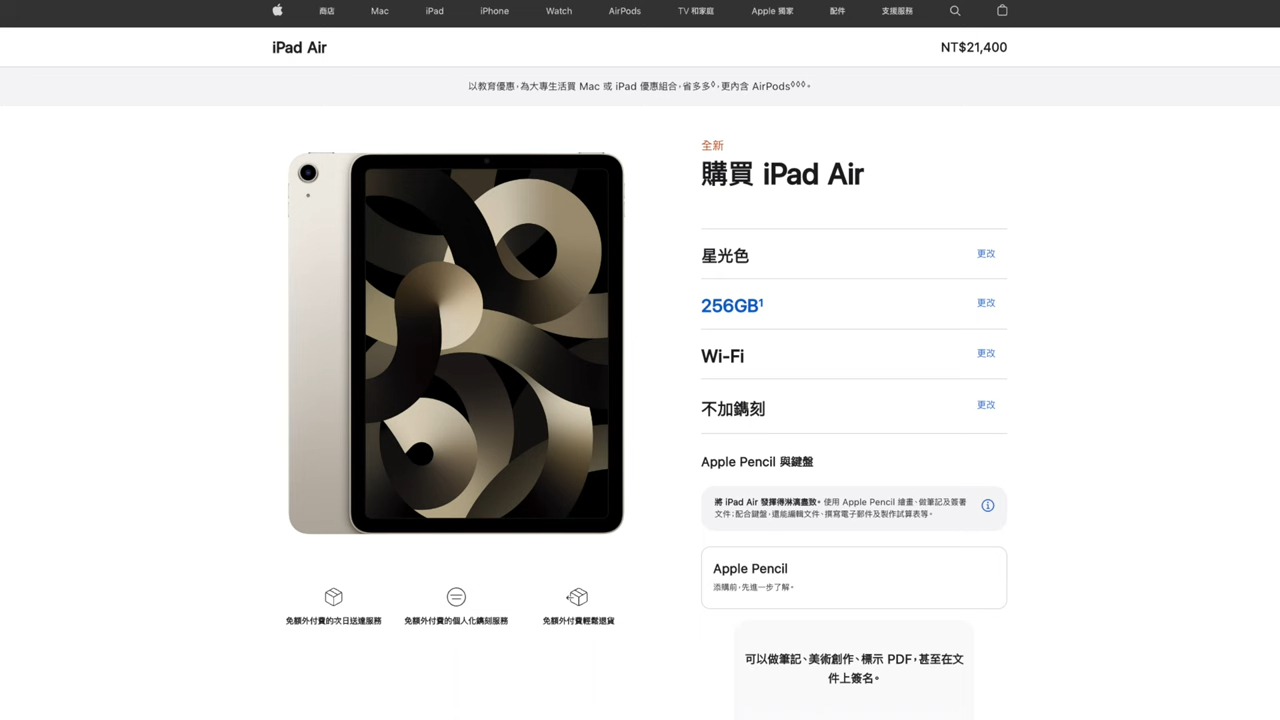 商店 Mac iPad iPhone Watch AirPods TV 和家庭 Apple 獨家 配件 支援服務
iPad Air NT$21,400
以教育優惠，為大專生活買 Mac 或 iPad 優惠組合，省多多◊，更內含 AirPods◊◊◊。
全新
購買 iPad Air
星光色 更改
256GB¹ 更改
Wi-Fi 更改
不加鐫刻 更改
Apple Pencil 與鍵盤
將 iPad Air 發揮得淋漓盡致。使用 Apple Pencil 繪畫、做筆記及簽署
文件；配合鍵盤，還能編輯文件、撰寫電子郵件及製作試算表等。
Apple Pencil
添購前，先進一步了解。
免額外付費的次日送達服務 免額外付費的個人化鐫刻服務 免額外付費輕鬆退貨
可以做筆記、美術創作、標示 PDF，甚至在文
件上簽名。